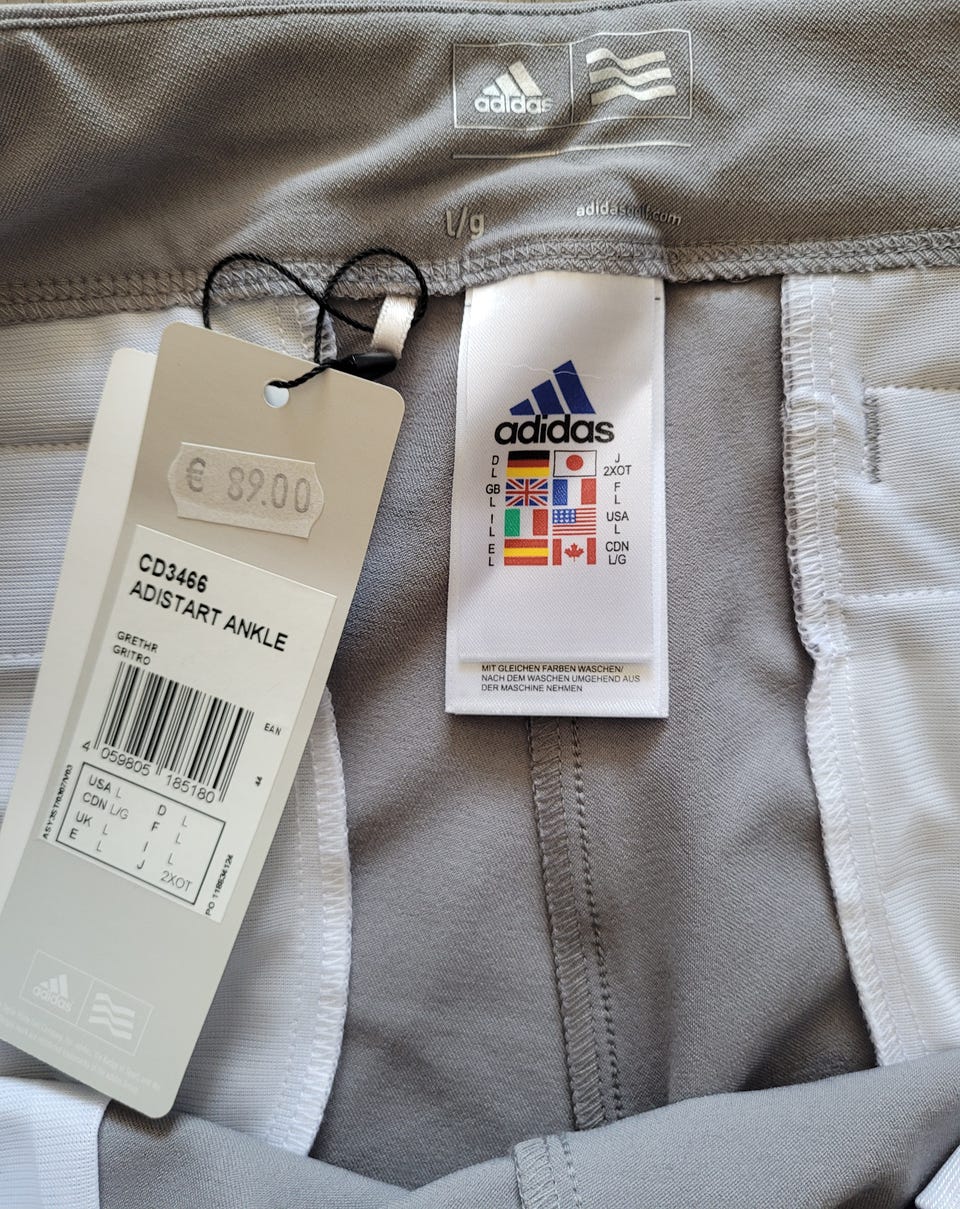 adidas
l/g
adidasgolf.com
€ 89.00
CD3466
ADISTART ANKLE
GRETHR
GRITRO
EAN
44
4 059805 185180
USA L D L
CDN L/G F L
UK L I L
E L J 2XOT
adidas
adidas
D L J 2XOT
GB L F L
I L USA L
E L CDN L/G
MIT GLEICHEN FARBEN WASCHEN/
NACH DEM WASCHEN UMGEHEND AUS
DER MASCHINE NEHMEN